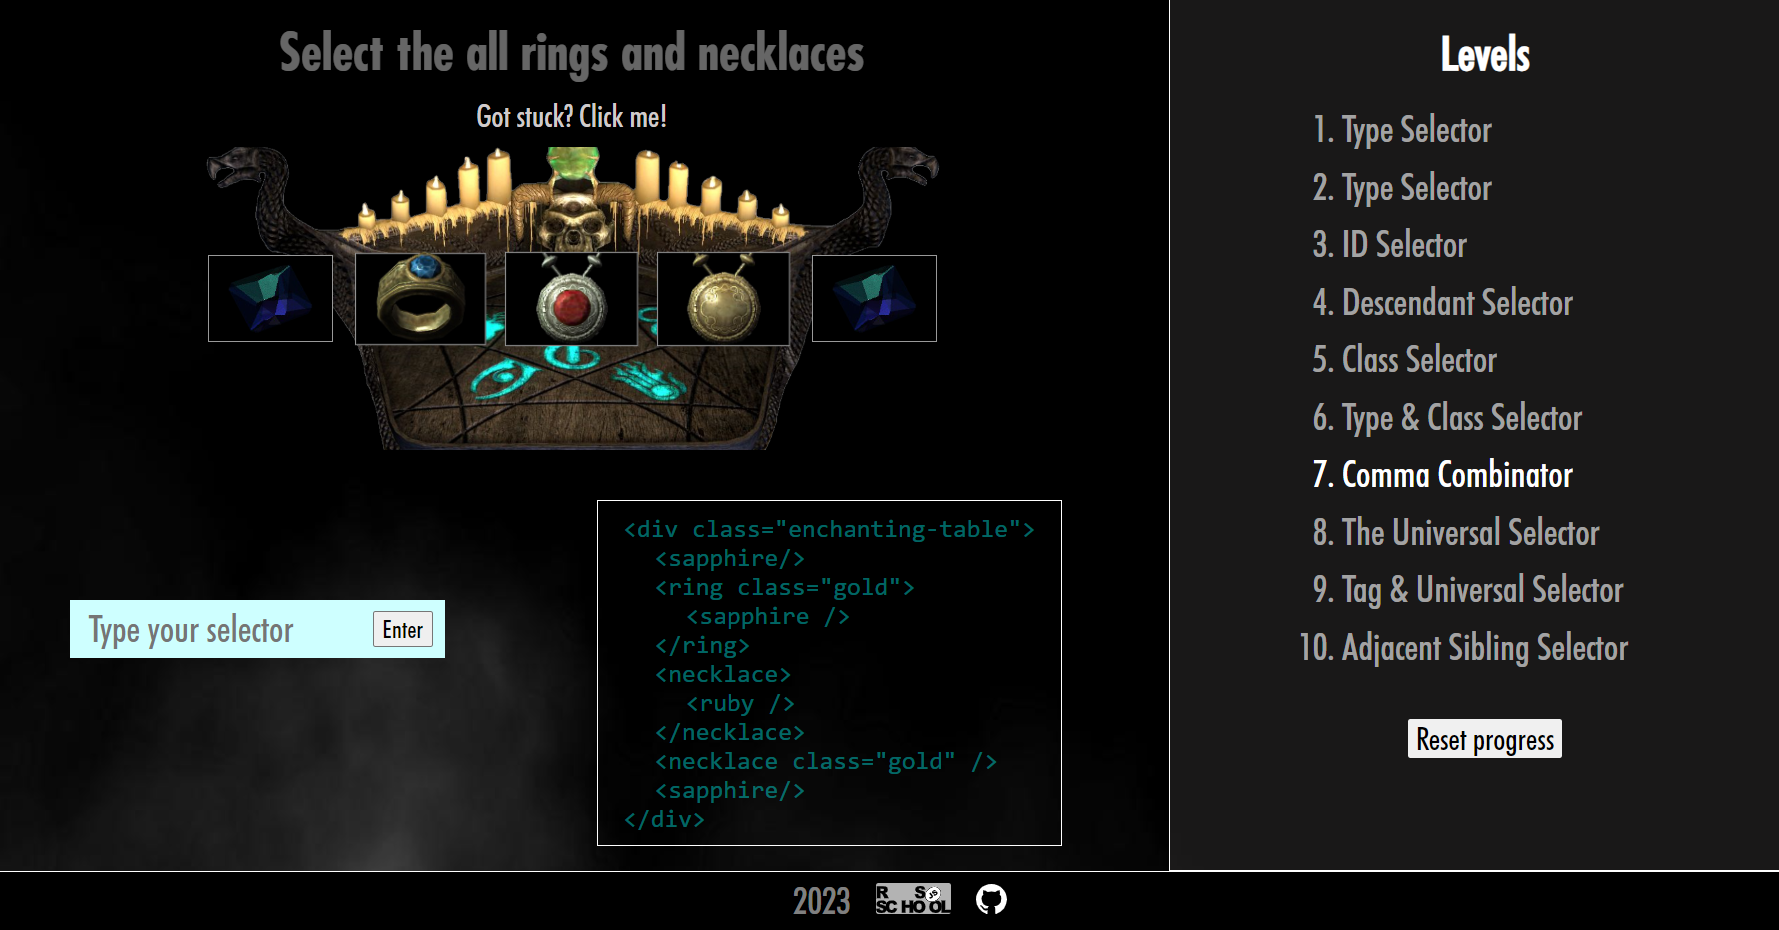 Select the all rings and necklaces
Got stuck? Click me!
Type your selector
Enter
<div class="enchanting-table">
<sapphire/>
<ring class="gold">
<sapphire />
</ring>
<necklace>
<ruby />
</necklace>
<necklace class="gold" />
<sapphire/>
</div>
Levels
1. Type Selector
2. Type Selector
3. ID Selector
4. Descendant Selector
5. Class Selector
6. Type & Class Selector
7. Comma Combinator
8. The Universal Selector
9. Tag & Universal Selector
10. Adjacent Sibling Selector
Reset progress
2023
RS JS
SCHOOL